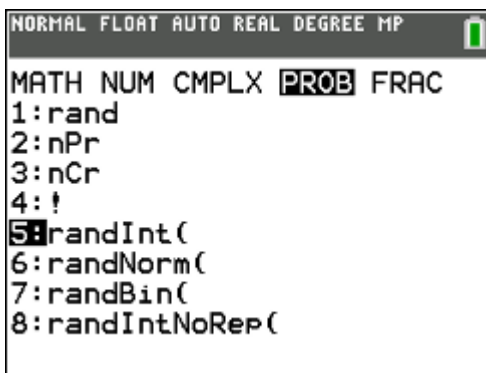 NORMAL FLOAT AUTO REAL DEGREE MP
MATH NUM CMPLX PROB FRAC
1:rand
2:nPr
3:nCr
4:!
5:randInt(
6:randNorm(
7:randBin(
8:randIntNoRep(